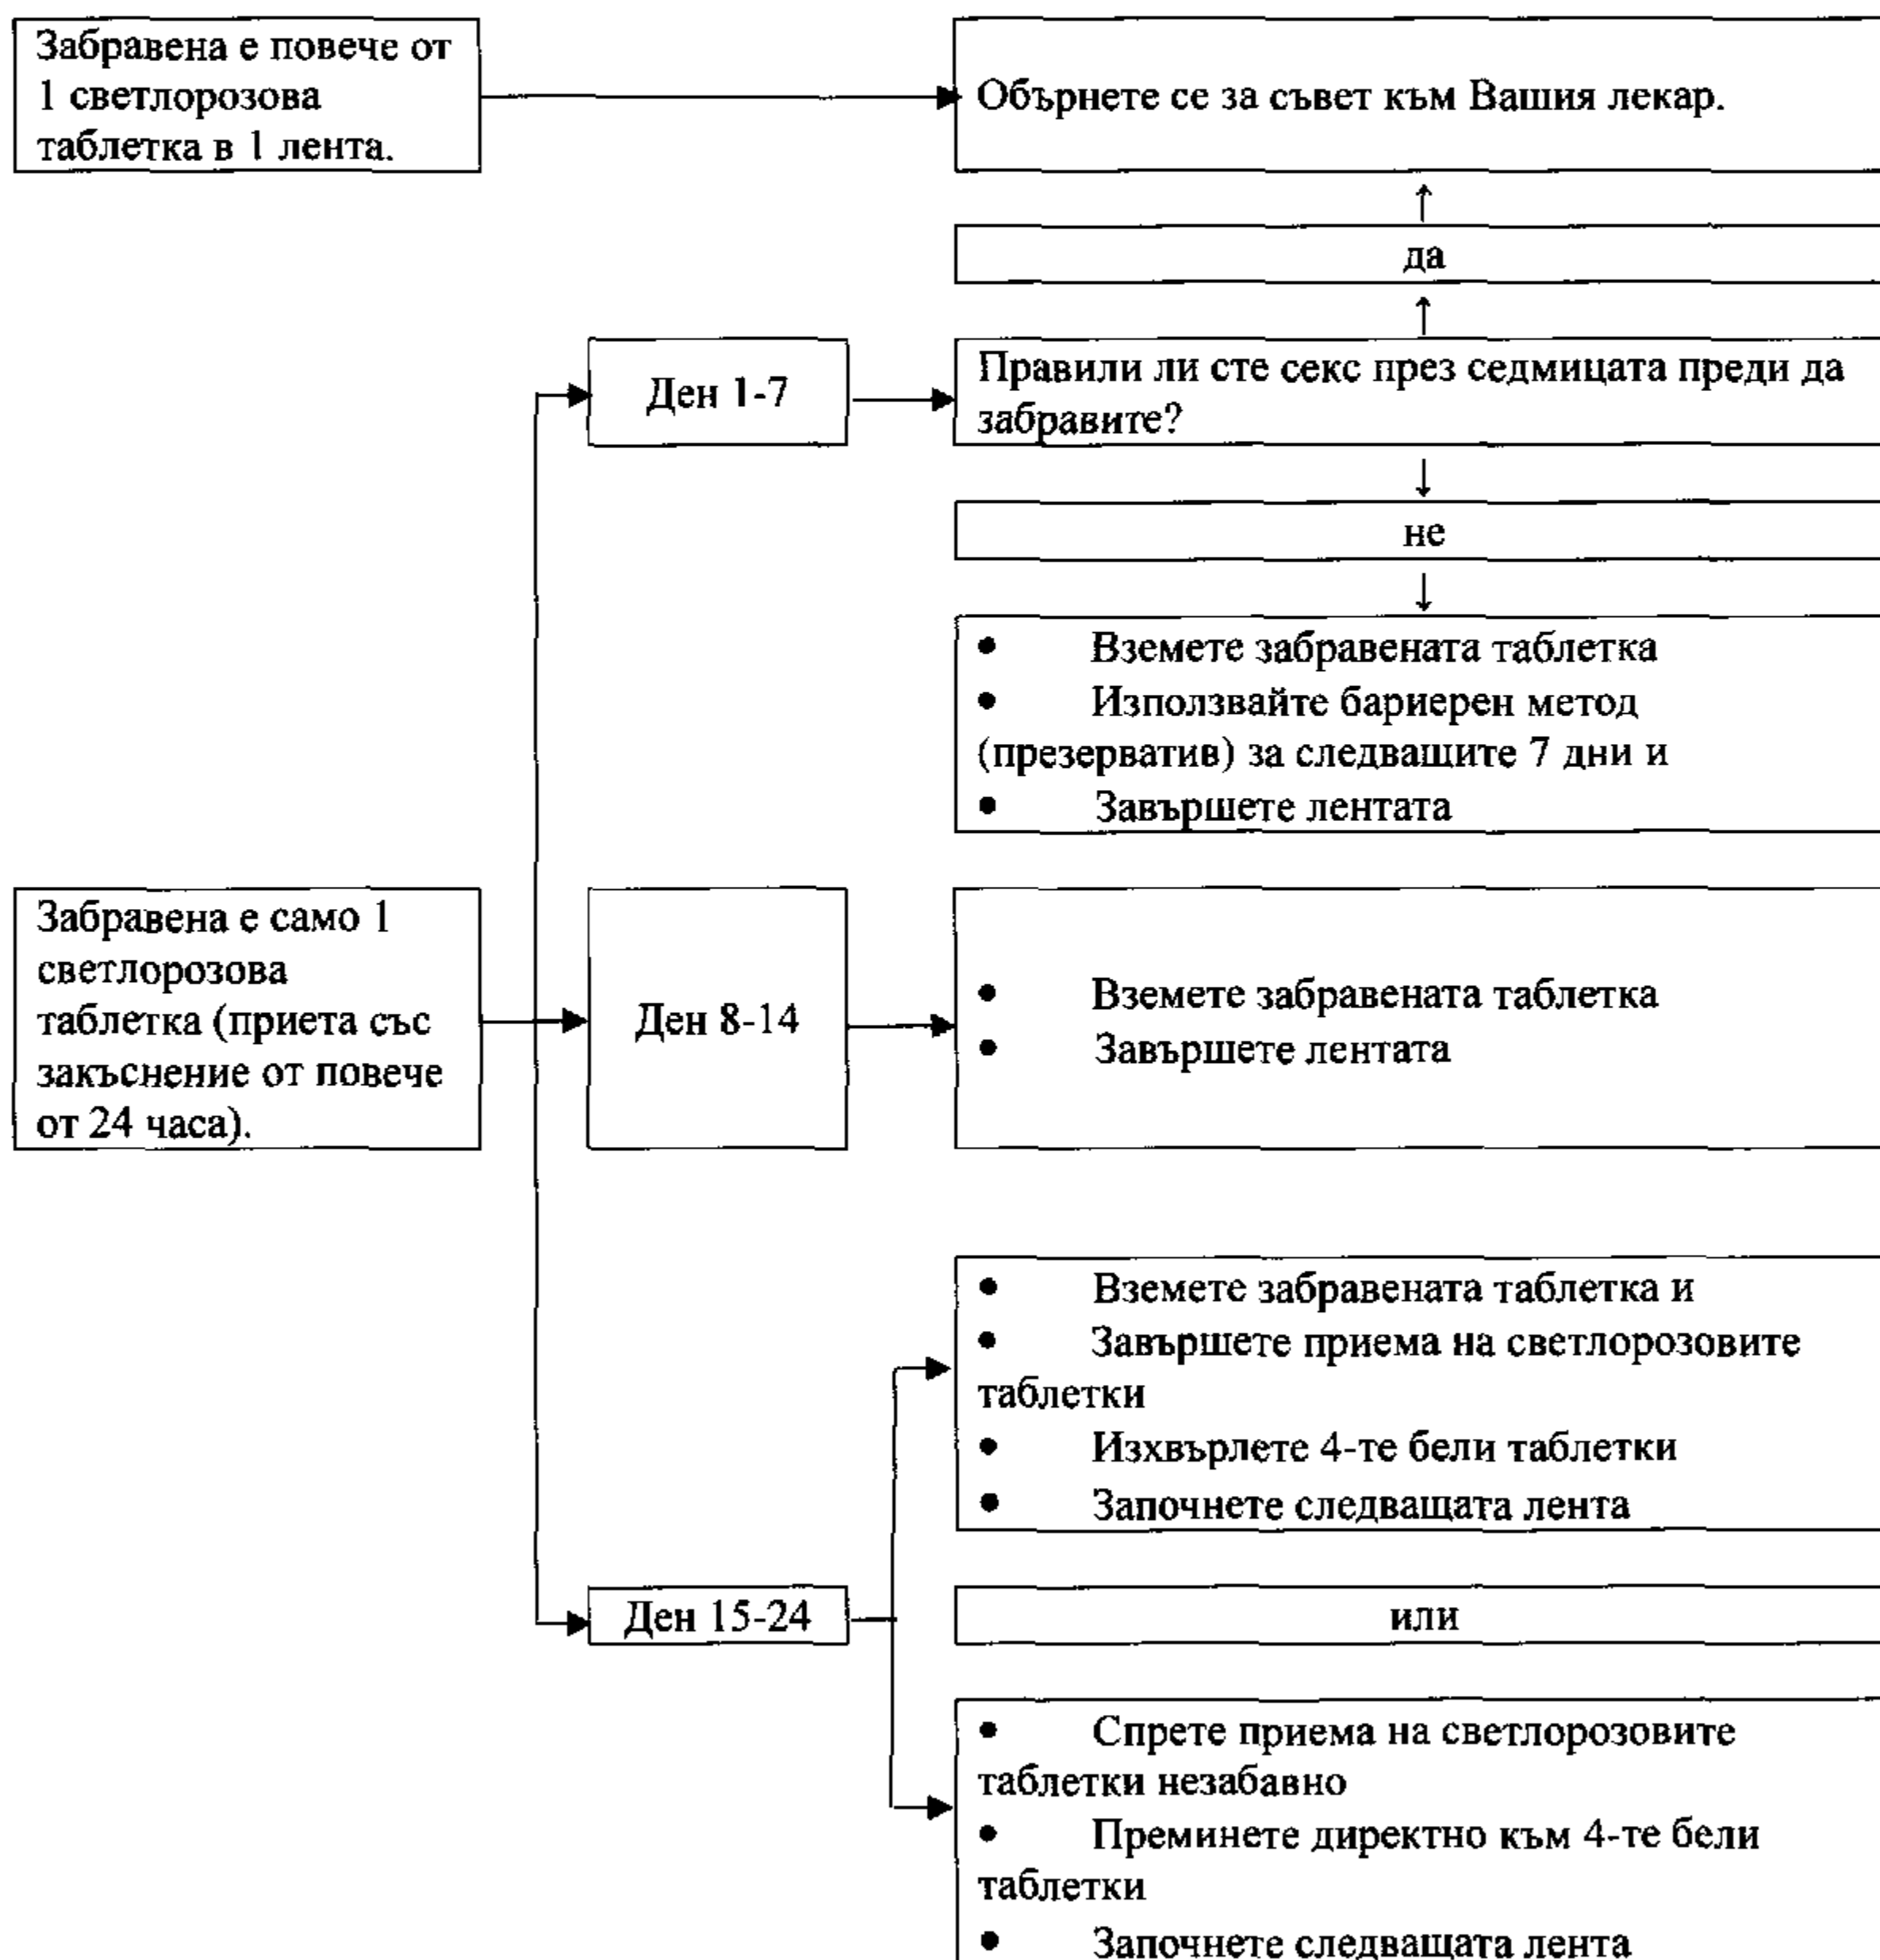 Забравена е повече от
1 светлорозова
таблетка в 1 лента.
Обърнете се за съвет към Вашия лекар.
да
Ден 1-7
Правили ли сте секс през седмицата преди да
забравите?
не
• Вземете забравената таблетка
• Използвайте бариерен метод
(презерватив) за следващите 7 дни и
• Завършете лентата
Забравена е само 1
светлорозова
таблетка (приета със
закъснение от повече
от 24 часа).
Ден 8-14
• Вземете забравената таблетка
• Завършете лентата
• Вземете забравената таблетка и
• Завършете приема на светлорозовите
таблетки
• Изхвърлете 4-те бели таблетки
• Започнете следващата лента
Ден 15-24
или
• Спрете приема на светлорозовите
таблетки незабавно
• Преминете директно към 4-те бели
таблетки
• Започнете следващата лента